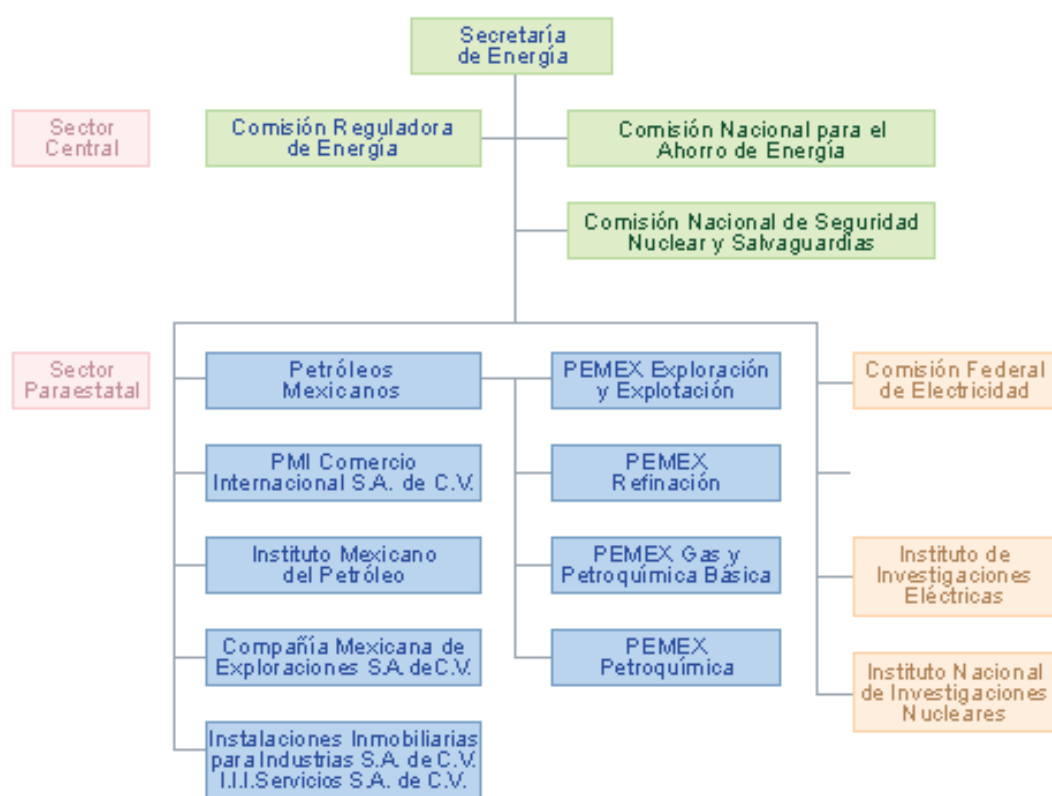 Secretaría
de Energía
Sector
Central
Comisión Reguladora
de Energía
Comisión Nacional para el
Ahorro de Energía
Comisión Nacional de Seguridad
Nuclear y Salvaguardias
Sector
Paraestatal
Petróleos
Mexicanos
PEMEX Exploración
y Explotación
Comisión Federal
de Electricidad
PMI Comercio
Internacional S.A. de C.V.
PEMEX
Refinación
Instituto Mexicano
del Petróleo
PEMEX Gas y
Petroquímica Básica
Instituto de
Investigaciones
Eléctricas
Compañía Mexicana de
Exploraciones S.A. de C.V.
PEMEX
Petroquímica
Instituto Nacional
de Investigaciones
Nucleares
Instalaciones Inmobiliarias
para Industrias S.A. de C.V.
I.I.I.Servicios S.A. de C.V.